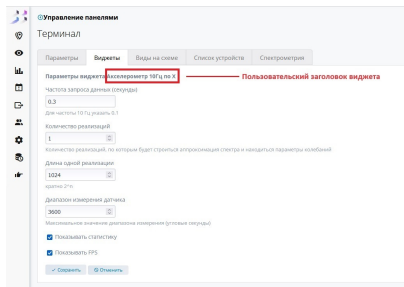 Управление панелями
Терминал
Параметры Виджеты Виды на схеме Список устройств Спектрометрия
Параметры виджета Акселерометр 10Гц по X Пользовательский заголовок виджета
Частота запроса данных (секунды)
0.3
Для частоты 10 Гц указать 0.1
Количество реализаций
1
Количество реализаций, по которым будет строиться аппроксимация спектра и находиться параметры колебаний
Длина одной реализации
1024
кратно 2^n
Диапазон измерения датчика
3600
Максимальное значение диапазона измерения (угловые секунды)
Показывать статистику
Показывать FPS
Сохранить Отменить